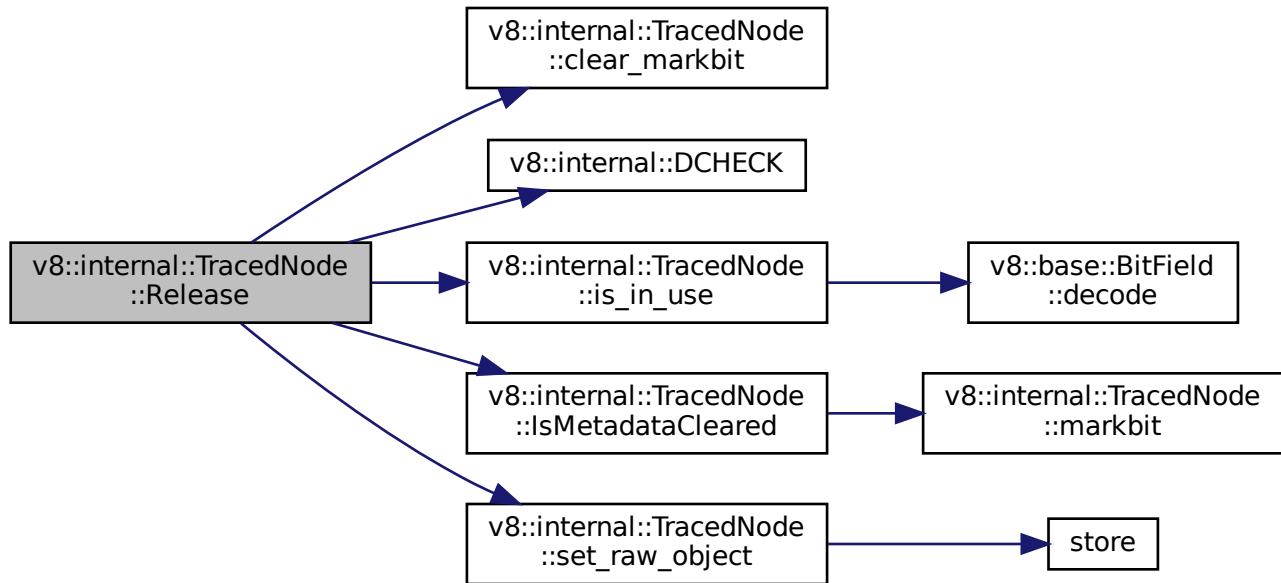 v8::internal::TracedNode
::clear_markbit
v8::internal::DCHECK
v8::internal::TracedNode
::Release
v8::internal::TracedNode
::is_in_use
v8::base::BitField
::decode
v8::internal::TracedNode
::IsMetadataCleared
v8::internal::TracedNode
::markbit
v8::internal::TracedNode
::set_raw_object
store